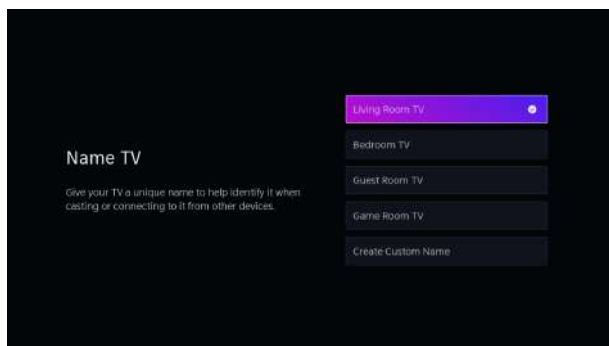 Name TV
Give your TV a unique name to help identify it when
casting or connecting to it from other devices.
Living Room TV
Bedroom TV
Guest Room TV
Game Room TV
Create Custom Name